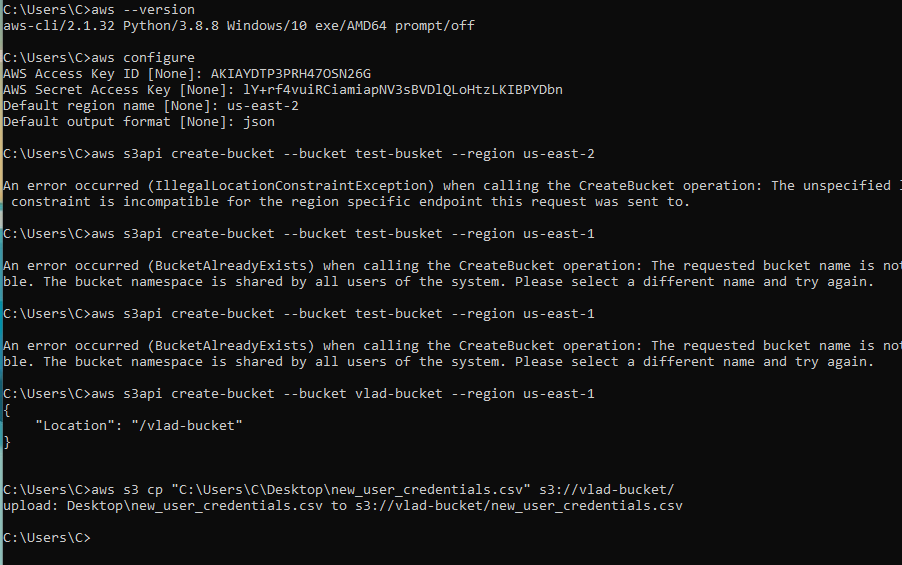 C:\Users\C>aws --version
aws-cli/2.1.32 Python/3.8.8 Windows/10 exe/AMD64 prompt/off
C:\Users\C>aws configure
AWS Access Key ID [None]: AKIAYDTP3PRH47OSN26G
AWS Secret Access Key [None]: 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
Default region name [None]: us-east-2
Default output format [None]: json
C:\Users\C>aws s3api create-bucket --bucket test-busket --region us-east-2
An error occurred (IllegalLocationConstraintException) when calling the CreateBucket operation: The unspecified
constraint is incompatible for the region specific endpoint this request was sent to.
C:\Users\C>aws s3api create-bucket --bucket test-busket --region us-east-1
An error occurred (BucketAlreadyExists) when calling the CreateBucket operation: The requested bucket name is not
ble. The bucket namespace is shared by all users of the system. Please select a different name and try again.
C:\Users\C>aws s3api create-bucket --bucket test-bucket --region us-east-1
An error occurred (BucketAlreadyExists) when calling the CreateBucket operation: The requested bucket name is not
ble. The bucket namespace is shared by all users of the system. Please select a different name and try again.
C:\Users\C>aws s3api create-bucket --bucket vlad-bucket --region us-east-1
{
"Location": "/vlad-bucket"
}
C:\Users\C>aws s3 cp "C:\Users\C\Desktop\new_user_credentials.csv" s3://vlad-bucket/
upload: Desktop\new_user_credentials.csv to s3://vlad-bucket/new_user_credentials.csv
C:\Users\C>